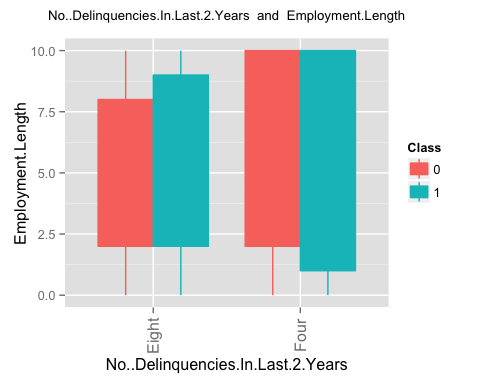 No..Delinquencies.In.Last.2.Years and Employment.Length
Employment.Length
10.0
7.5
5.0
2.5
0.0
Eight
Four
No..Delinquencies.In.Last.2.Years
Class
0
1